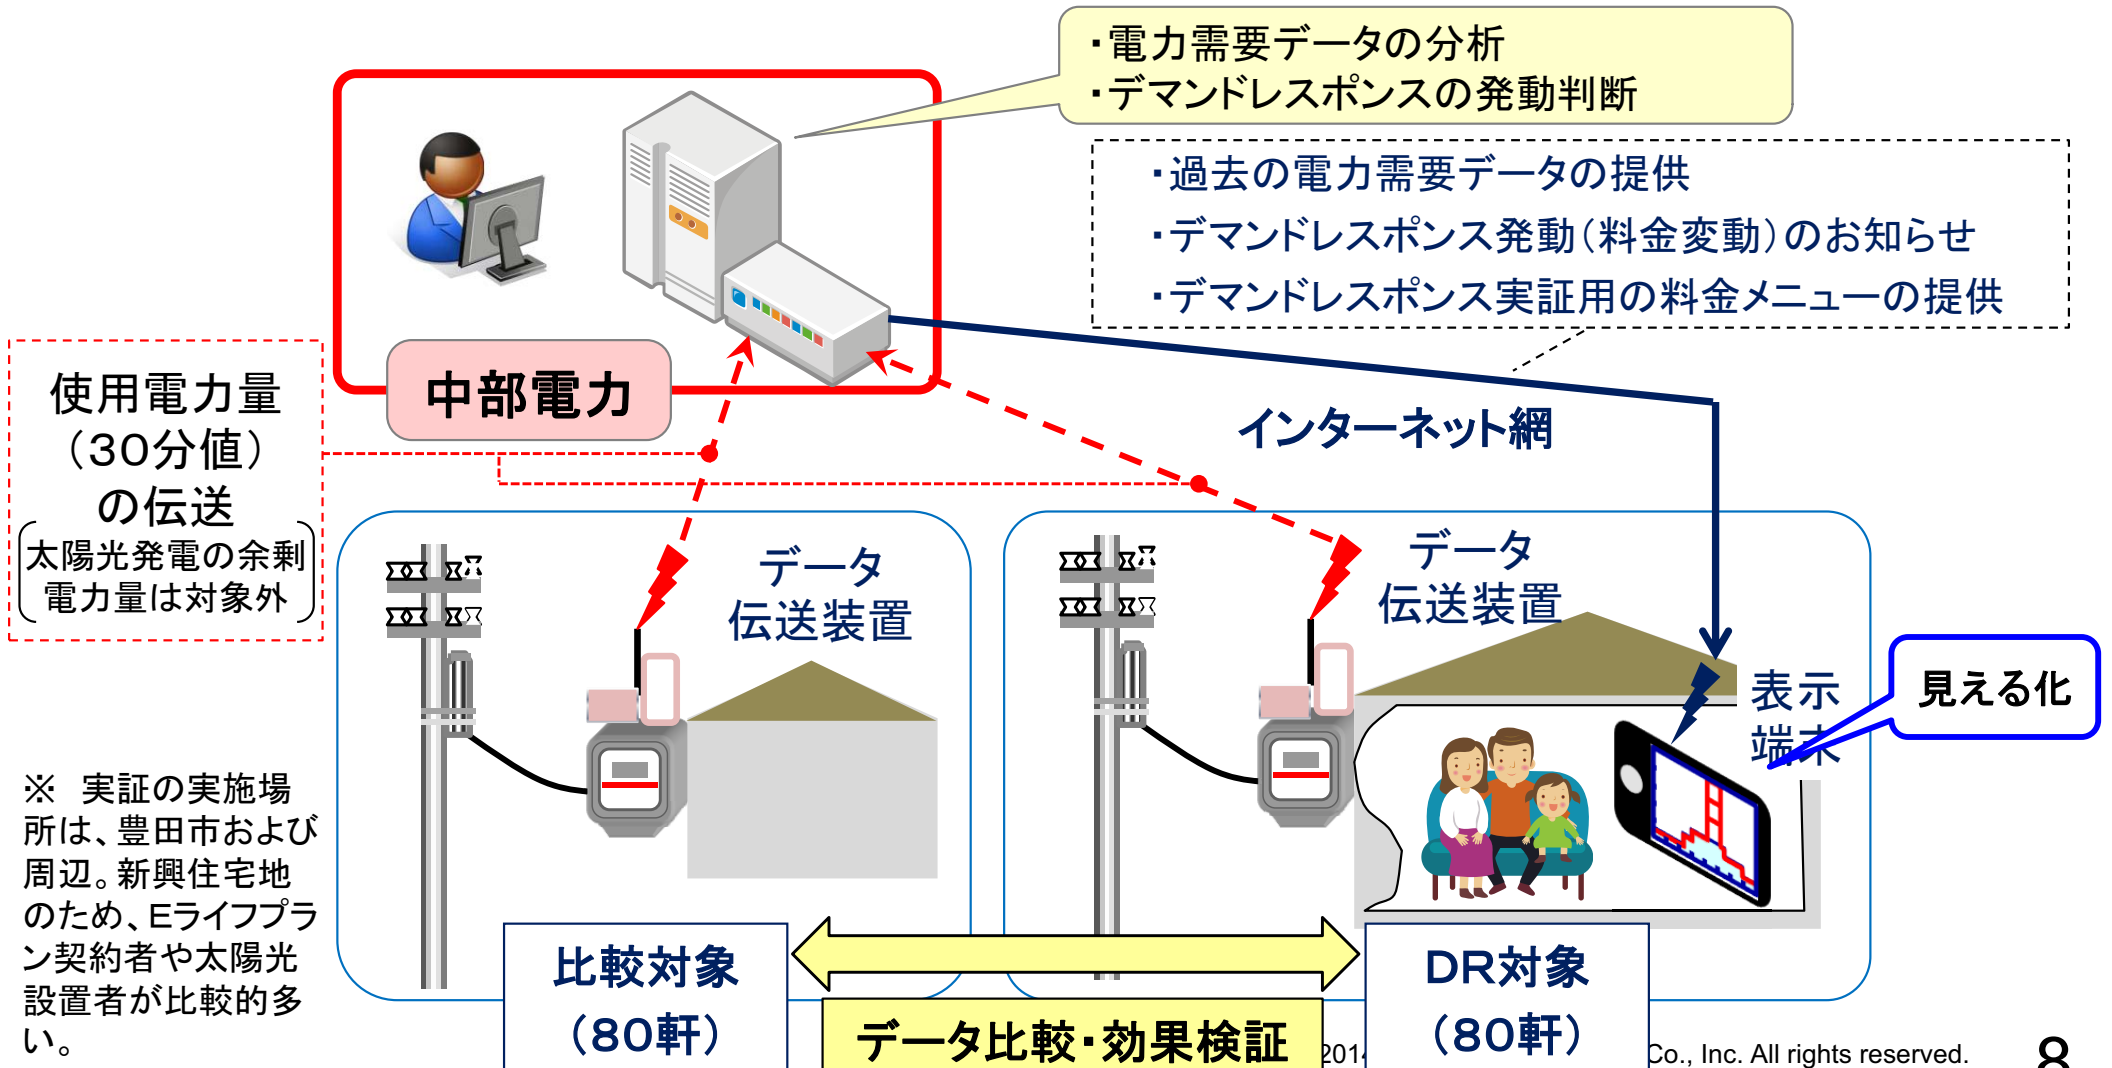 ・電力需要データの分析
・デマンドレスポンスの発動判断
・過去の電力需要データの提供
・デマンドレスポンス発動（料金変動）のお知らせ
・デマンドレスポンス実証用の料金メニューの提供
中部電力
使用電力量
（３０分値）
の伝送
太陽光発電の余剰
電力量は対象外
インターネット網
データ
伝送装置
データ
伝送装置
表示
端末
見える化
※　実証の実施場
所は、豊田市および
周辺。新興住宅地
のため、Eライフプラ
ン契約者や太陽光
設置者が比較的多
い。
比較対象
（８０軒）
データ比較・効果検証
ＤＲ対象
（８０軒）
201
Co., Inc. All rights reserved.
8